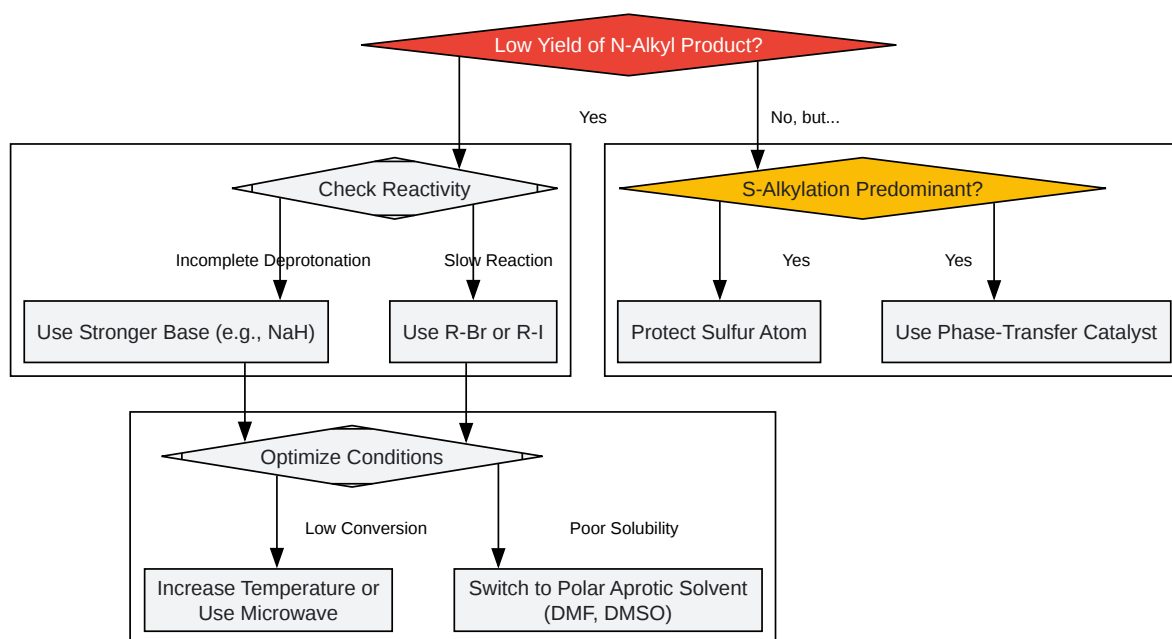 Low Yield of N-Alkyl Product?
Yes
No, but...
Check Reactivity
S-Alkylation Predominant?
Incomplete Deprotonation
Slow Reaction
Yes
Yes
Use Stronger Base (e.g., NaH)
Use R-Br or R-I
Protect Sulfur Atom
Use Phase-Transfer Catalyst
Optimize Conditions
Low Conversion
Poor Solubility
Increase Temperature or
Use Microwave
Switch to Polar Aprotic Solvent
(DMF, DMSO)